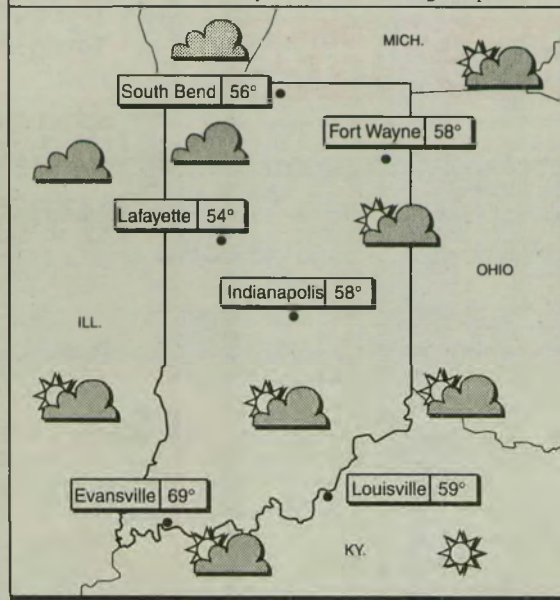 MICH.
South Bend 56°
Fort Wayne 58°
Lafayette 54°
OHIO
Indianapolis 58°
ILL.
Evansville 69°
Louisville 59°
KY.